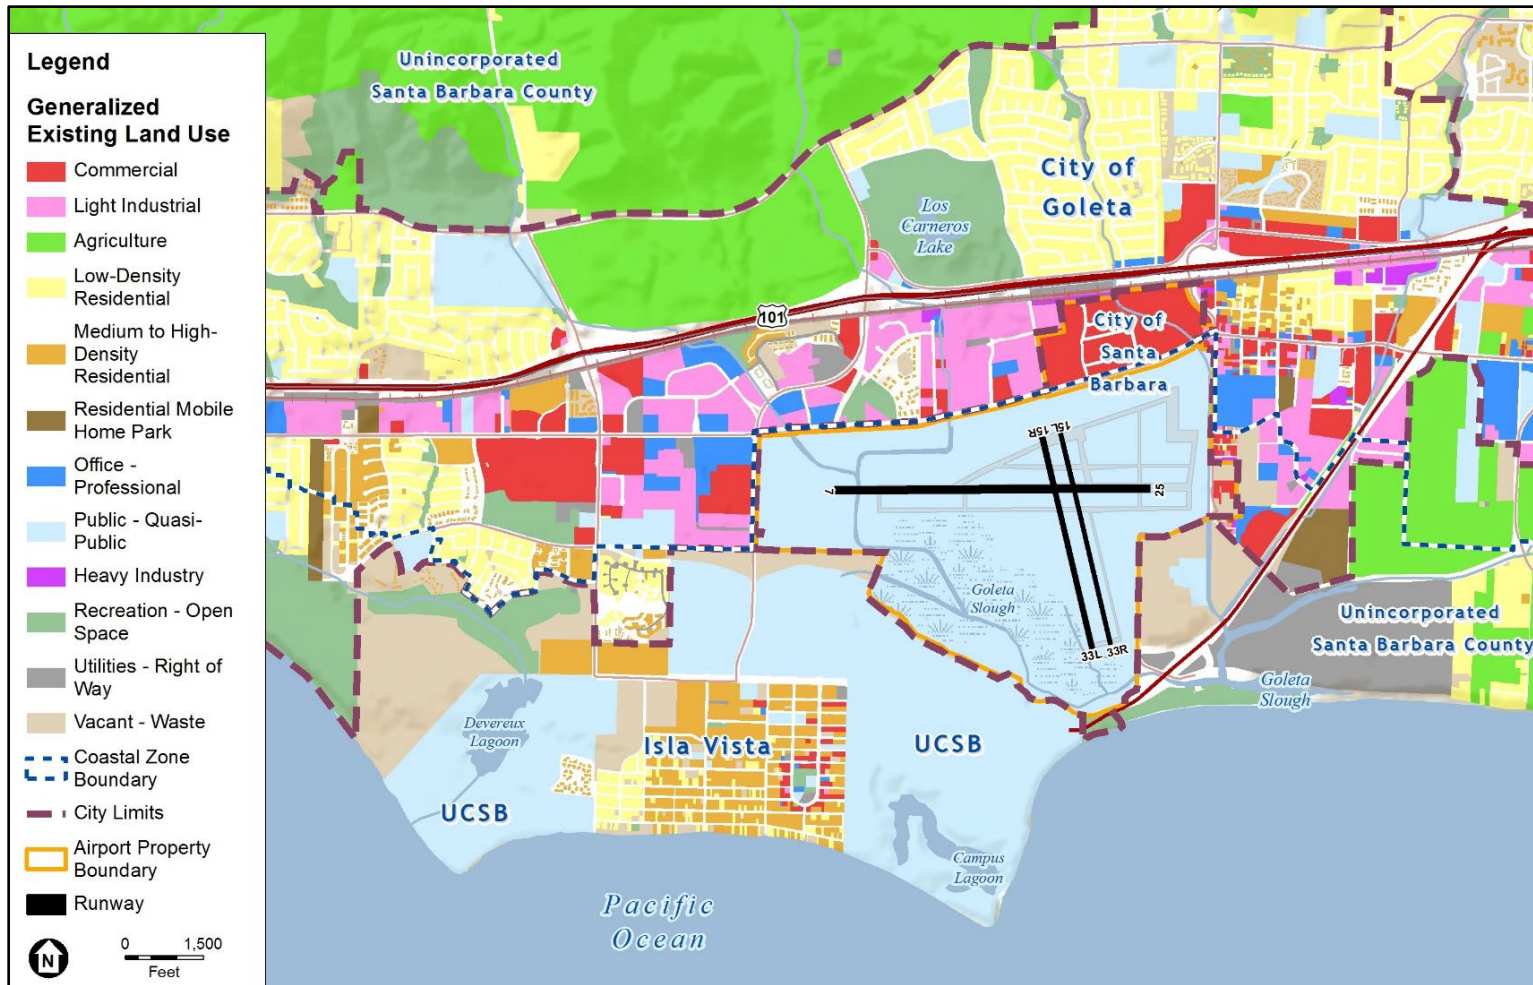 Legend
Generalized
Existing Land Use
Commercial
Light Industrial
Agriculture
Low-Density
Residential
Medium to High-
Density
Residential
Residential Mobile
Home Park
Office -
Professional
Public - Quasi-
Public
Heavy Industry
Recreation - Open
Space
Utilities - Right of
Way
Vacant - Waste
Coastal Zone
Boundary
City Limits
Airport Property
Boundary
Runway
N
0 1,500
Feet
Unincorporated
Santa Barbara County
City of
Goleta
Los
Carneros
Lake
101
City of
Santa
Barbara
15R
15L
7
25
33L
33R
Goleta
Slough
Unincorporated
Santa Barbara County
Goleta
Slough
Devereux
Lagoon
Isla Vista
UCSB
UCSB
Campus
Lagoon
Pacific
Ocean